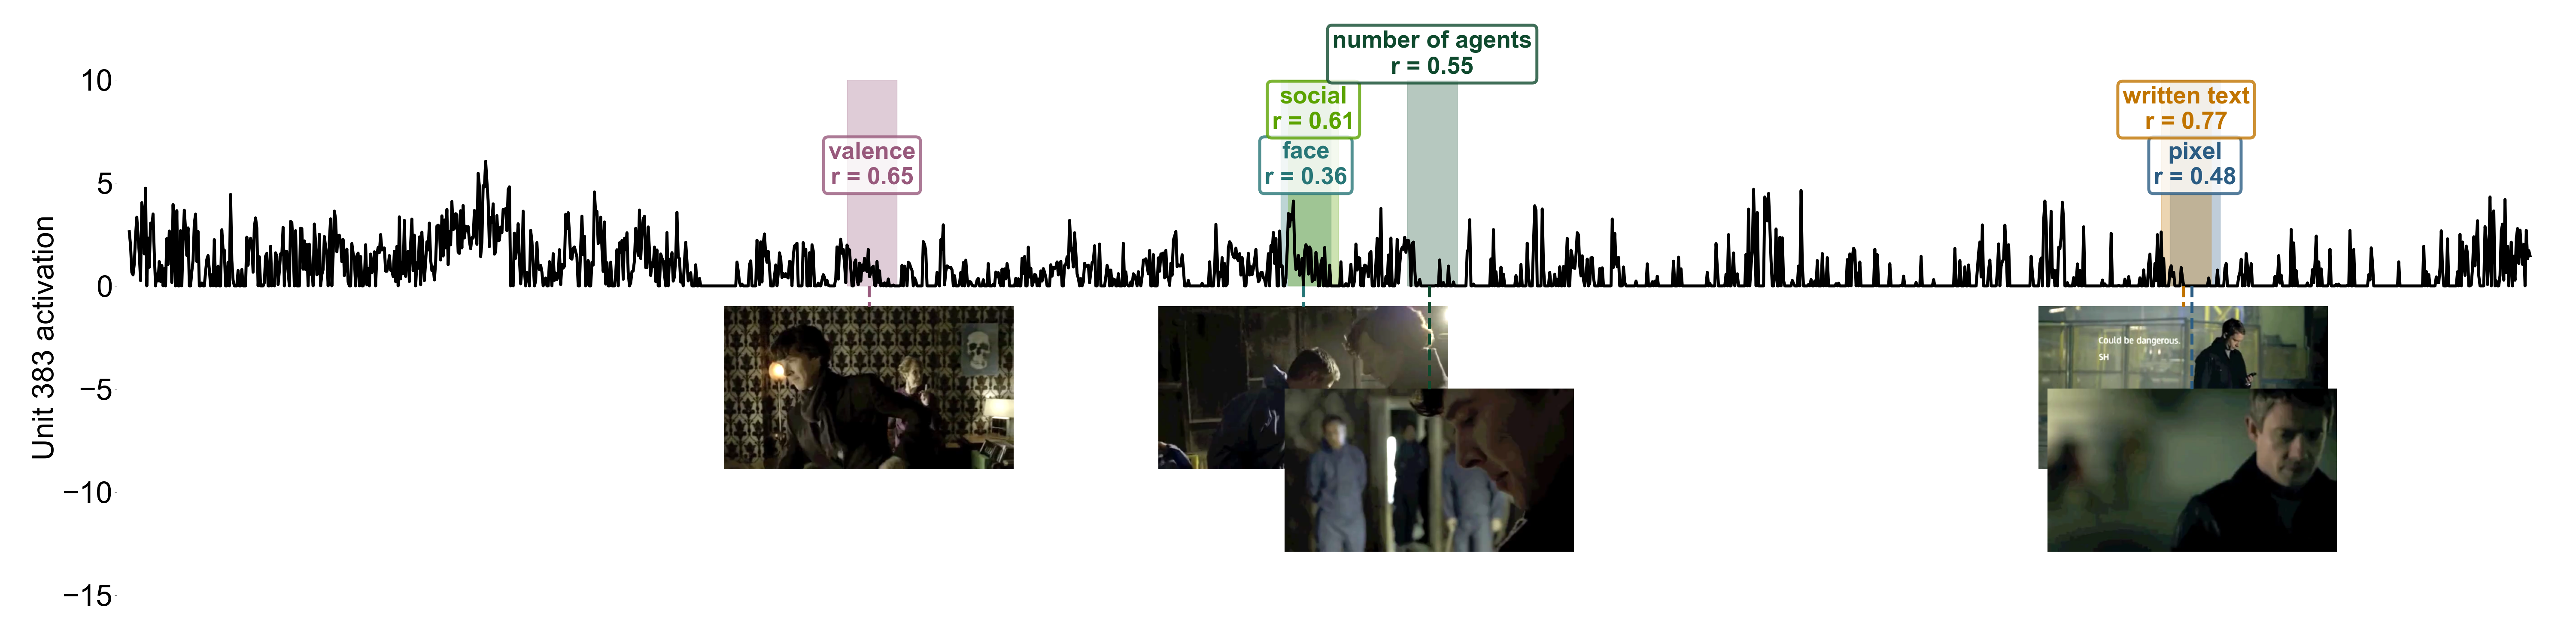 number of agents
r = 0.55
social
r = 0.61
face
r = 0.36
valence
r = 0.65
written text
r = 0.77
pixel
r = 0.48
Unit 383 activation
10
5
0
−5
−10
−15
Could be dangerous.
SH